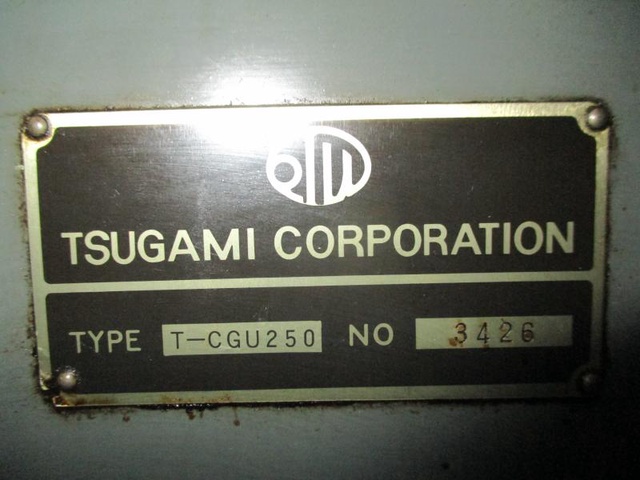 TSUGAMI CORPORATION
TYPE T-CGU250 NO 3426